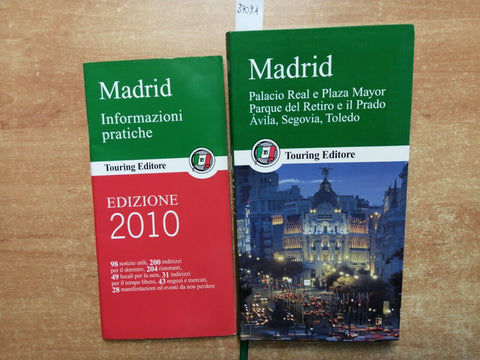 Madrid
Informazioni
pratiche
Touring Editore
EDIZIONE
2010
98 notizie utili, 200 indirizzi
per il dormire, 204 ristoranti,
49 locali per la sera, 31 indirizzi
per il tempo libero, 43 negozi e mercati,
28 manifestazioni ed eventi da non perdere
Madrid
Palacio Real e Plaza Mayor
Parque del Retiro e il Prado
Ávila, Segovia, Toledo
Touring Editore